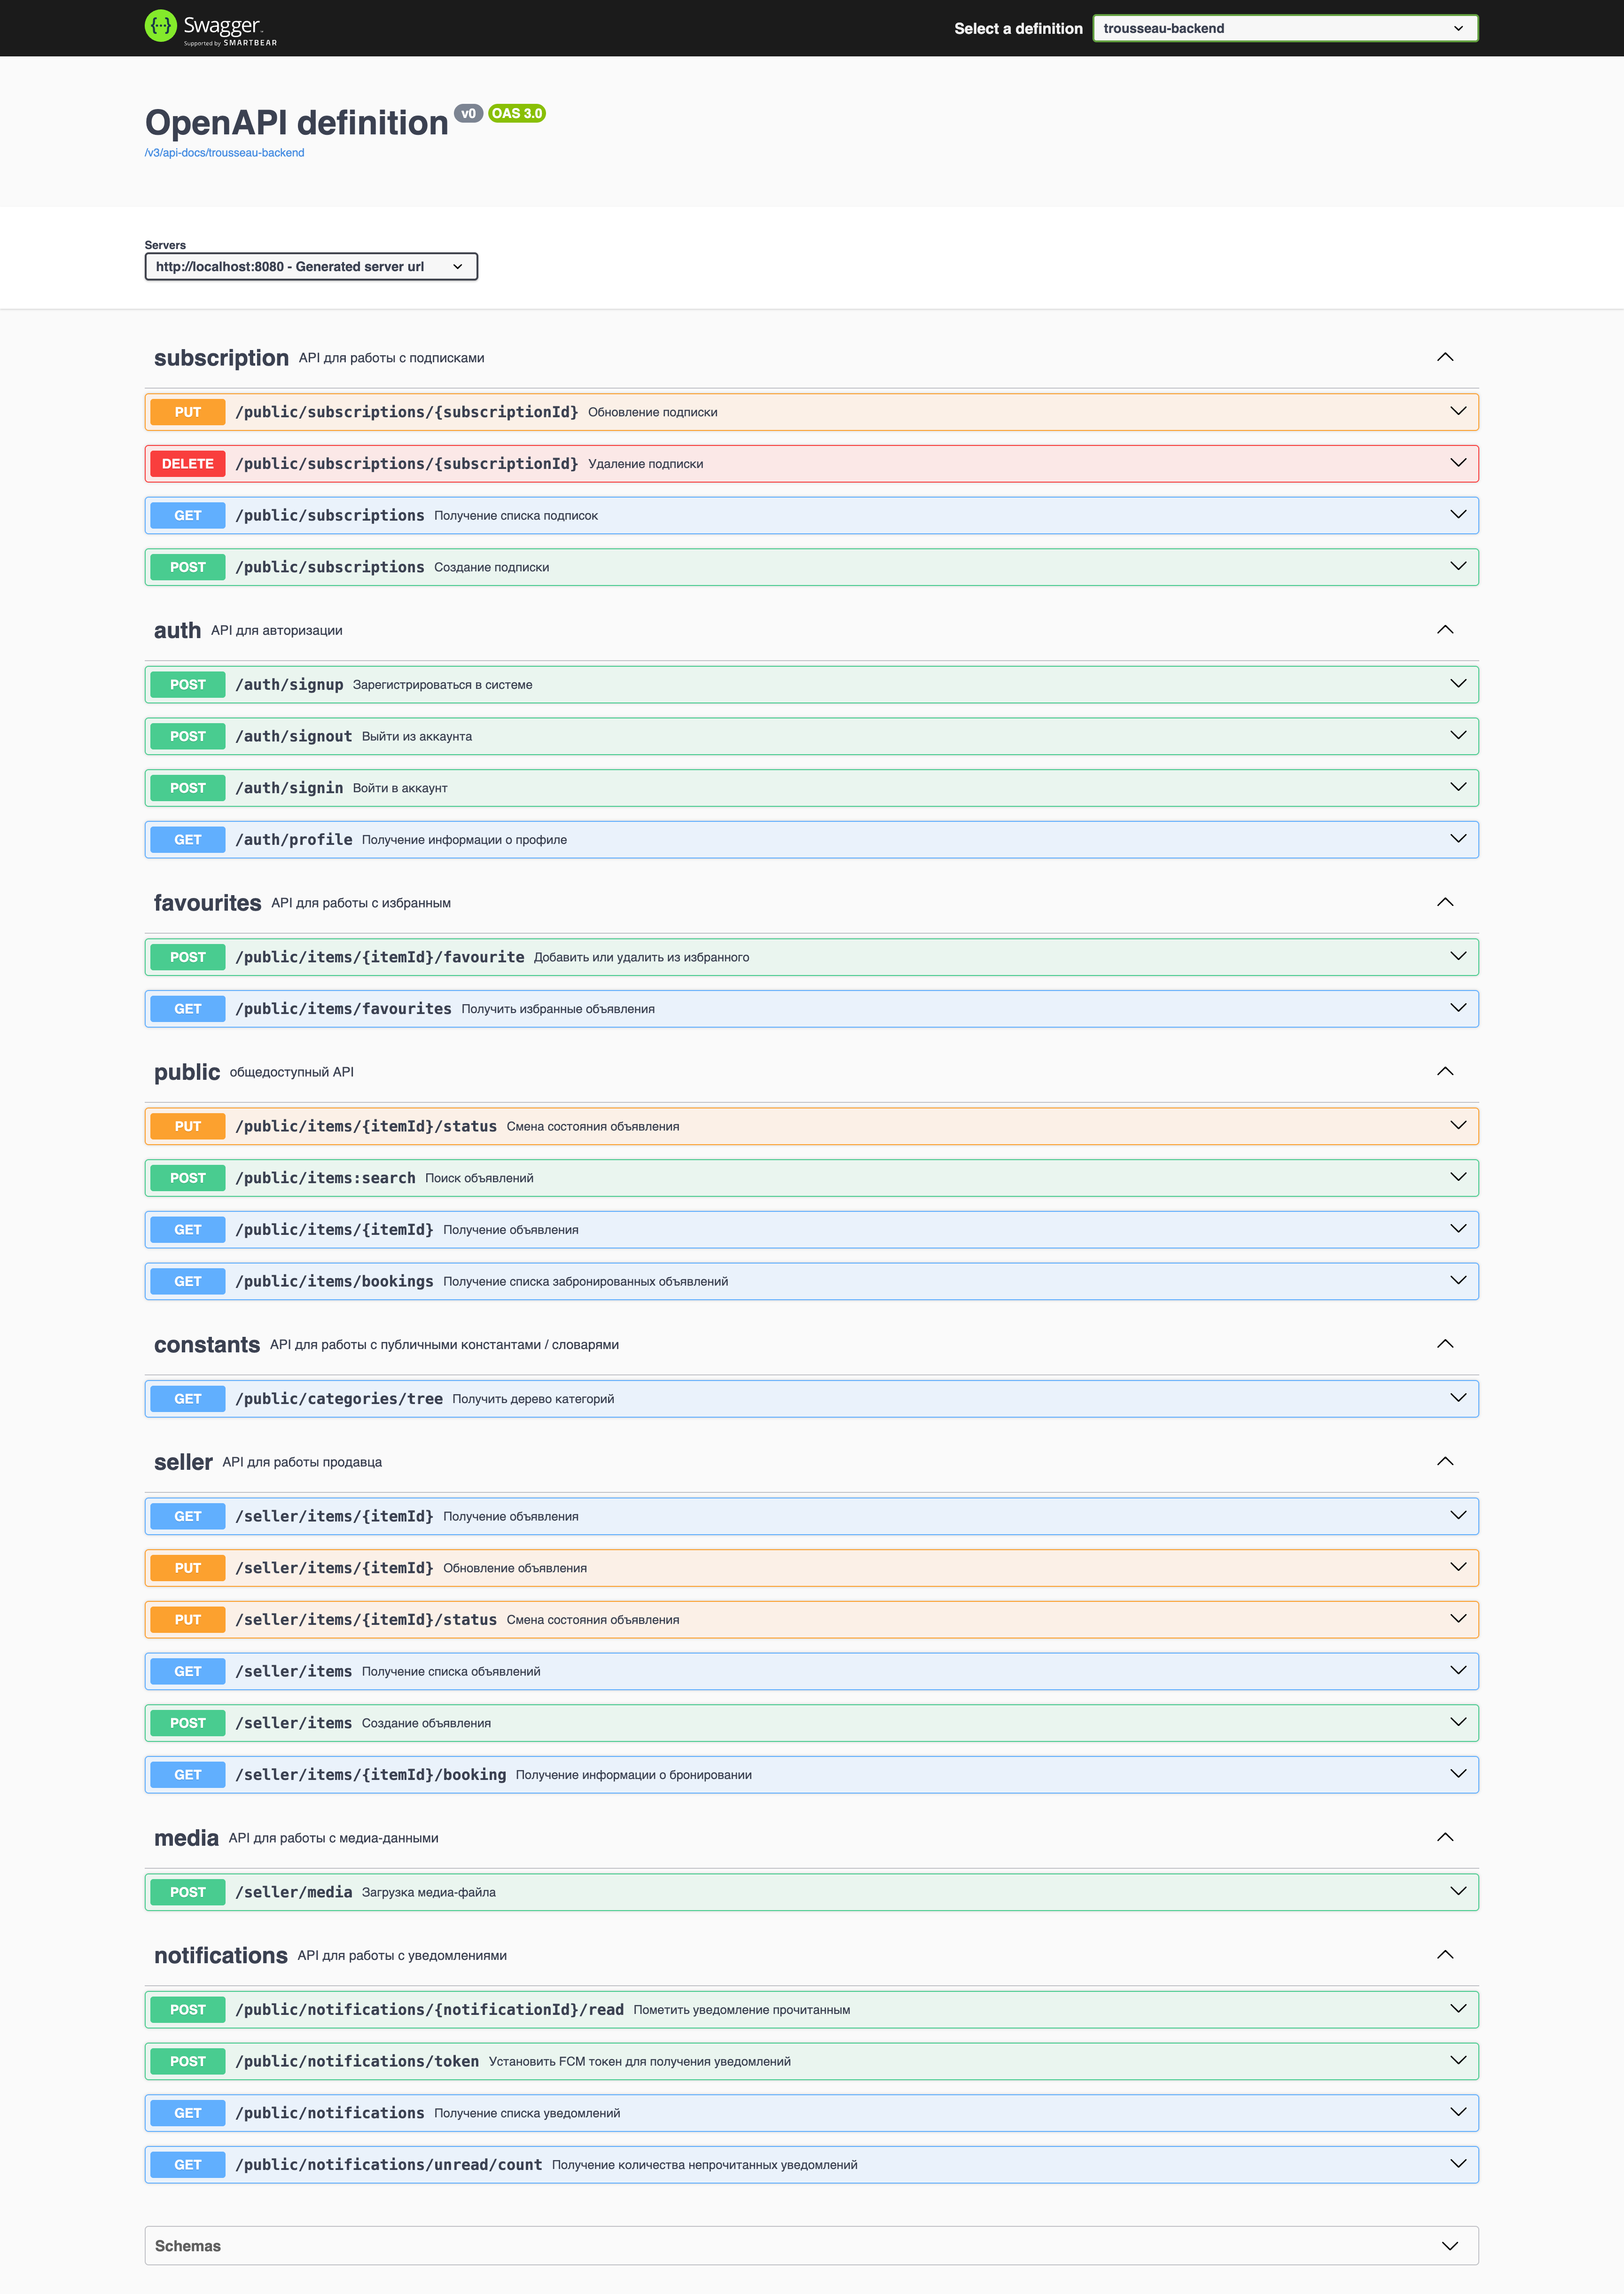 Swagger
Supported by SMARTBEAR
Select a definition
trousseau-backend
OpenAPI definition v0 OAS 3.0
/v3/api-docs/trousseau-backend
Servers
http://localhost:8080 - Generated server url
subscription API для работы с подписками
PUT /public/subscriptions/{subscriptionId} Обновление подписки
DELETE /public/subscriptions/{subscriptionId} Удаление подписки
GET /public/subscriptions Получение списка подписок
POST /public/subscriptions Создание подписки
auth API для авторизации
POST /auth/signup Зарегистрироваться в системе
POST /auth/signout Выйти из аккаунта
POST /auth/signin Войти в аккаунт
GET /auth/profile Получение информации о профиле
favourites API для работы с избранным
POST /public/items/{itemId}/favourite Добавить или удалить из избранного
GET /public/items/favourites Получить избранные объявления
public общедоступный API
PUT /public/items/{itemId}/status Смена состояния объявления
POST /public/items:search Поиск объявлений
GET /public/items/{itemId} Получение объявления
GET /public/items/bookings Получение списка забронированных объявлений
constants API для работы с публичными константами / словарями
GET /public/categories/tree Получить дерево категорий
seller API для работы продавца
GET /seller/items/{itemId} Получение объявления
PUT /seller/items/{itemId} Обновление объявления
PUT /seller/items/{itemId}/status Смена состояния объявления
GET /seller/items Получение списка объявлений
POST /seller/items Создание объявления
GET /seller/items/{itemId}/booking Получение информации о бронировании
media API для работы с медиа-данными
POST /seller/media Загрузка медиа-файла
notifications API для работы с уведомлениями
POST /public/notifications/{notificationId}/read Пометить уведомление прочитанным
POST /public/notifications/token Установить FCM токен для получения уведомлений
GET /public/notifications Получение списка уведомлений
GET /public/notifications/unread/count Получение количества непрочитанных уведомлений
Schemas